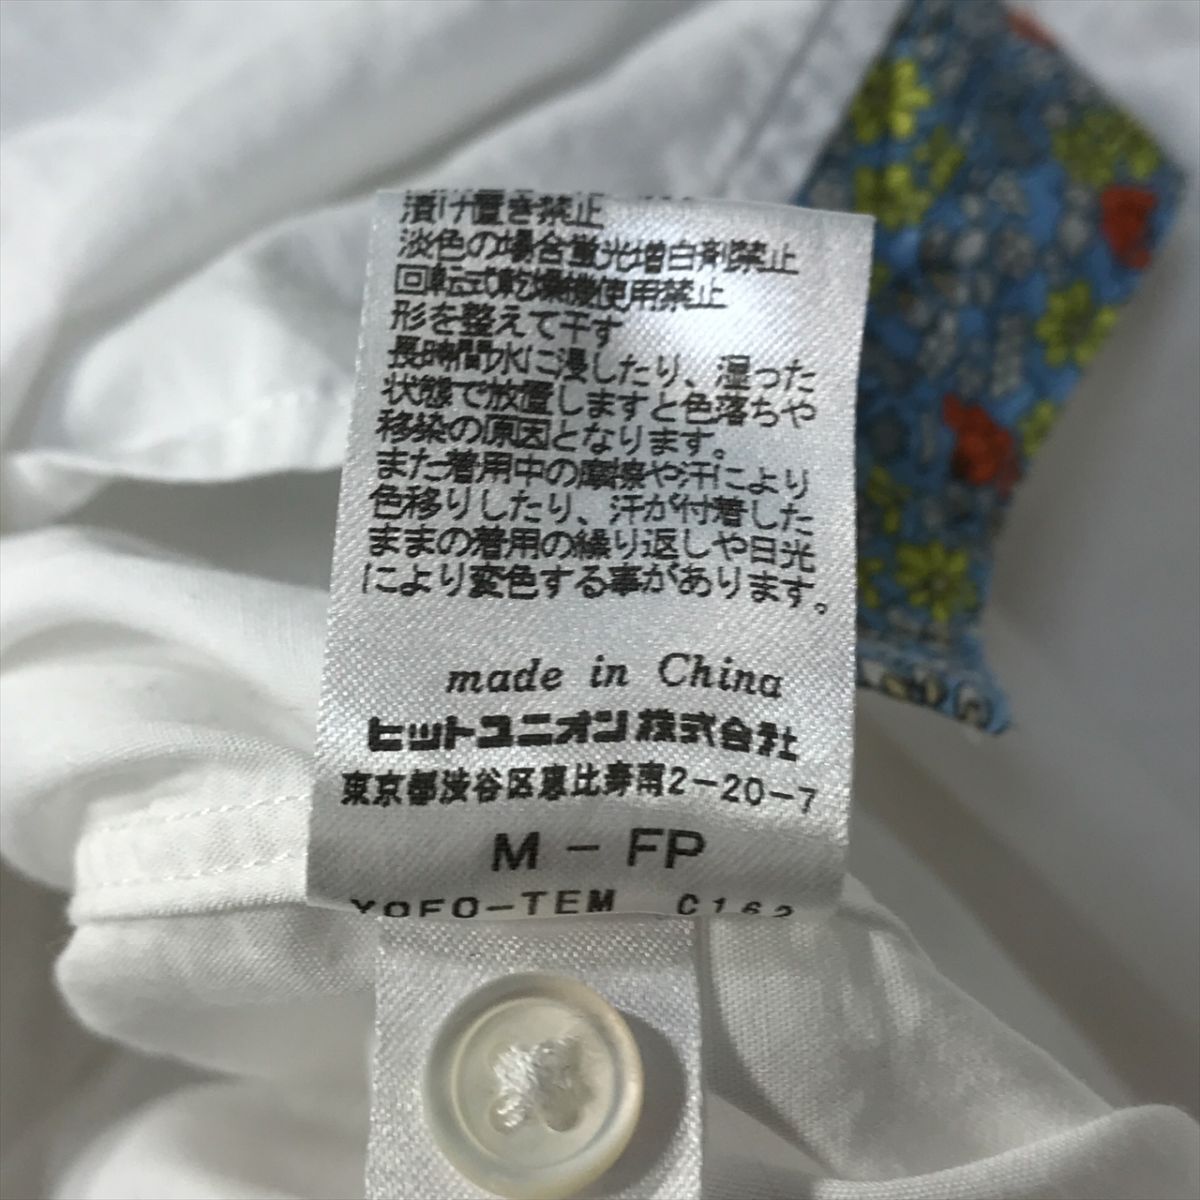 漬け置き禁止
淡色の場合蛍光増白剤禁止
回転式乾燥機使用禁止
形を整えて干す
長時間水に浸したり、湿った
状態で放置しますと色落ちや
移染の原因となります。
また着用中の摩擦や汗により
色移りしたり、汗が付着した
ままの着用の繰り返しや日光
により変色する事があります。
made in China
ヒットユニオン株式会社
東京都渋谷区恵比寿南2-20-7
M-FP